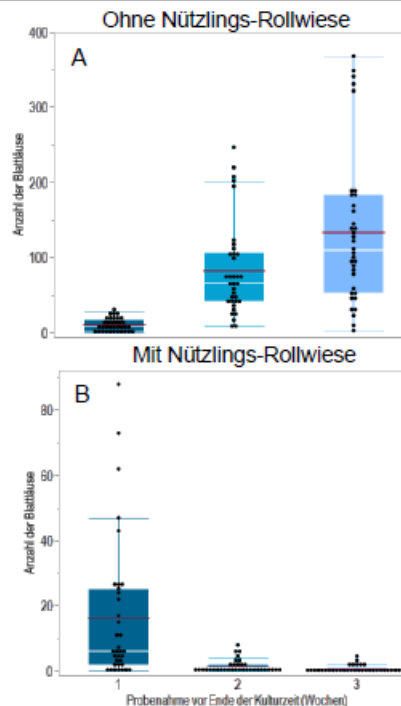 Ohne Nützlings-Rollwiese
A
Anzahl der Blattläuse
400
300
200
100
0
Mit Nützlings-Rollwiese
B
Anzahl der Blattläuse
80
60
40
20
0
1 2 3
Probenahme vor Ende der Kulturzeit (Wochen)